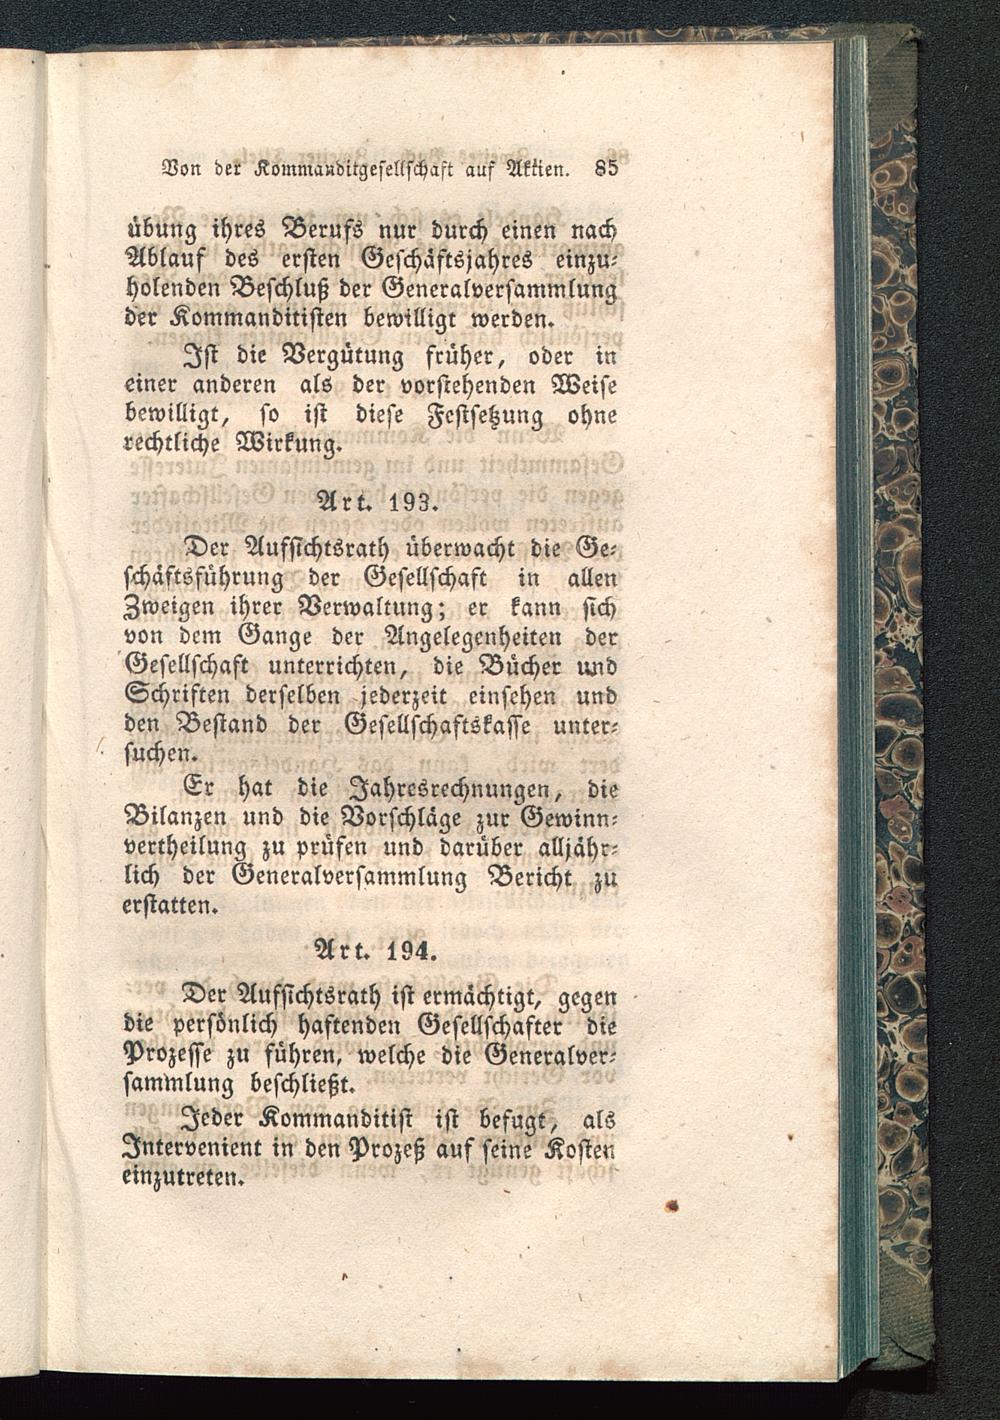 Von der Kommanditgesellschaft auf Aktien. 85
übung ihres Berufs nur durch einen nach
Ablauf des ersten Geschäftsjahres einzu-
holenden Beschluß der Generalversammlung
der Kommanditisten bewilligt werden.
Ist die Vergütung früher, oder in
einer anderen als der vorstehenden Weise
bewilligt, so ist diese Festsetzung ohne
rechtliche Wirkung.
Art. 193.
Der Aufsichtsrath überwacht die Ge-
schäftsführung der Gesellschaft in allen
Zweigen ihrer Verwaltung; er kann sich
von dem Gange der Angelegenheiten der
Gesellschaft unterrichten, die Bücher und
Schriften derselben jederzeit einsehen und
den Bestand der Gesellschaftskasse unter-
suchen.
Er hat die Jahresrechnungen, die
Bilanzen und die Vorschläge zur Gewinn-
vertheilung zu prüfen und darüber alljähr-
lich der Generalversammlung Bericht zu
erstatten.
Art. 194.
Der Aufsichtsrath ist ermächtigt, gegen
die persönlich haftenden Gesellschafter die
Prozesse zu führen, welche die Generalver-
sammlung beschließt.
Jeder Kommanditist ist befugt, als
Intervenient in den Prozeß auf seine Kosten
einzutreten.